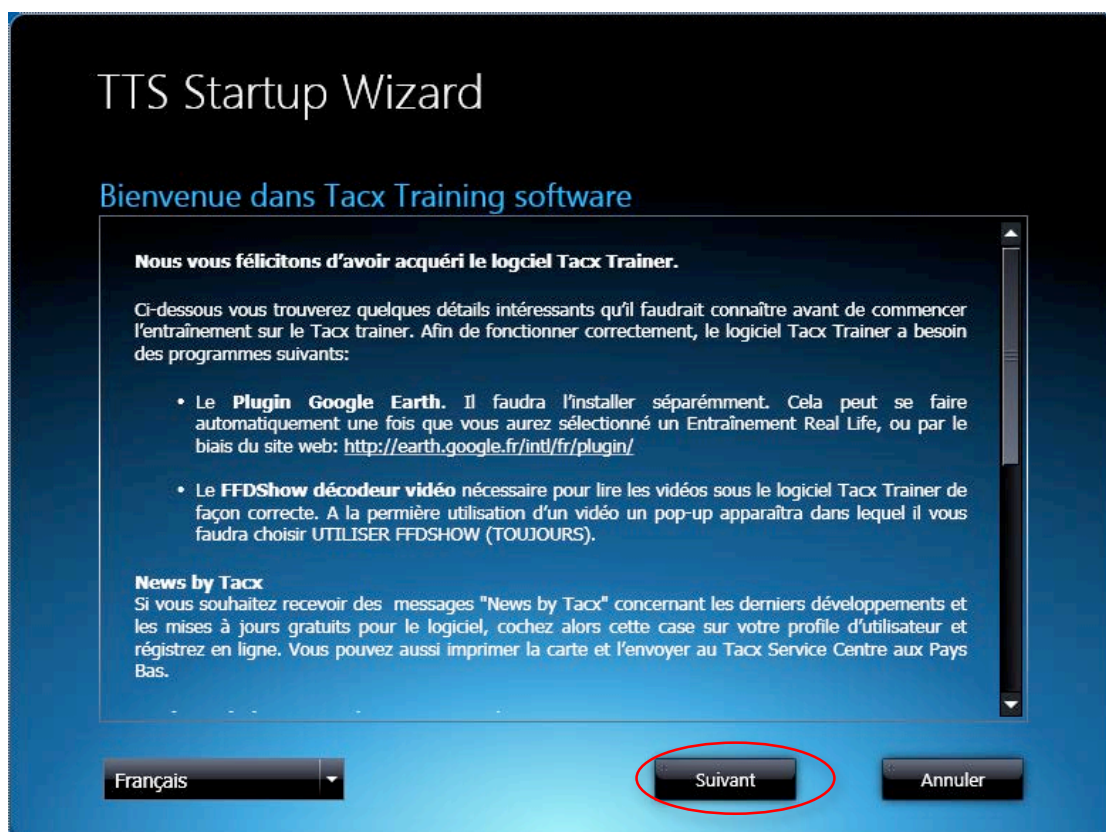 TTS Startup Wizard
Bienvenue dans Tacx Training software
Nous vous félicitons d'avoir acquéri le logciel Tacx Trainer.
Ci-dessous vous trouverez quelques détails intéressants qu'il faudrait connaître avant de commencer
l'entraînement sur le Tacx trainer. Afin de fonctionner correctement, le logiciel Tacx Trainer a besoin
des programmes suivants:
• Le Plugin Google Earth. Il faudra l'installer séparémment. Cela peut se faire
automatiquement une fois que vous aurez sélectionné un Entraînement Real Life, ou par le
biais du site web: http://earth.google.fr/intl/fr/plugin/
• Le FFDShow décodeur vidéo nécessaire pour lire les vidéos sous le logiciel Tacx Trainer de
façon correcte. A la permière utilisation d'un vidéo un pop-up apparaîtra dans lequel il vous
faudra choisir UTILISER FFDSHOW (TOUJOURS).
News by Tacx
Si vous souhaitez recevoir des messages "News by Tacx" concernant les derniers développements et
les mises à jours gratuits pour le logiciel, cochez alors cette case sur votre profile d'utilisateur et
régistrez en ligne. Vous pouvez aussi imprimer la carte et l'envoyer au Tacx Service Centre aux Pays
Bas.
Français
Suivant
Annuler